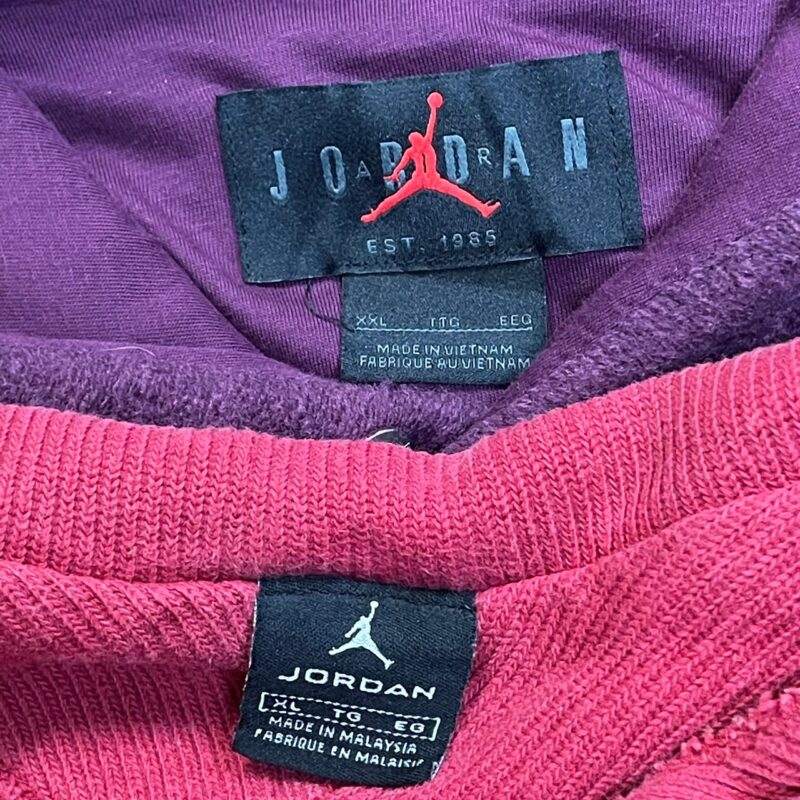 JORDAN
AIR
EST. 1985
XXL TTG EEG
MADE IN VIETNAM
FABRIQUE AU VIETNAM
JORDAN
XL TG EG
MADE IN MALAYSIA
FABRIQUE EN MALAISIE